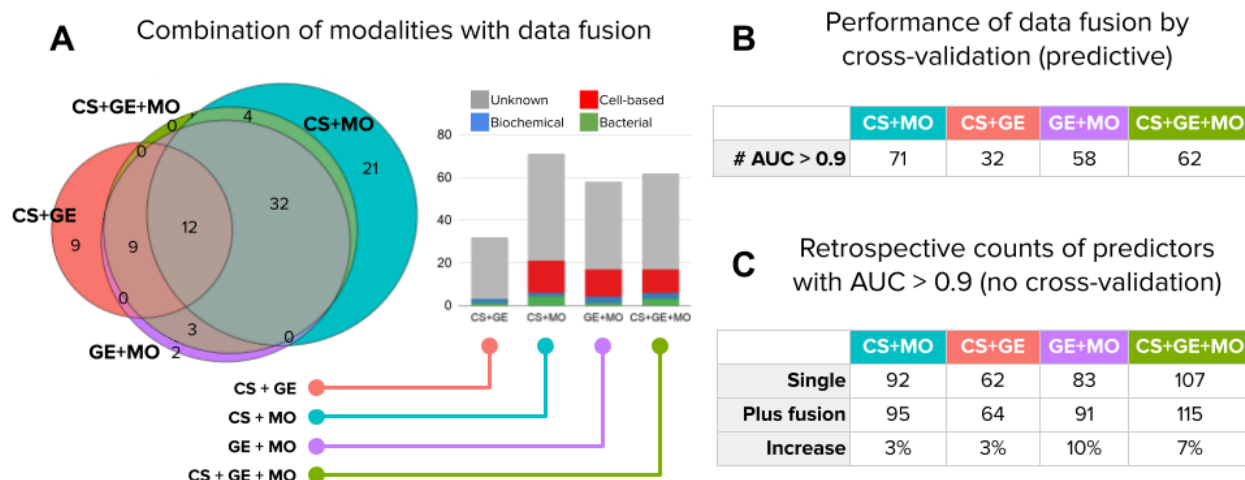 A
Combination of modalities with data fusion
CS+GE+MO
0
4
CS+MO
0
21
CS+GE
32
12
9
9
0
3
0
GE+MO
2
Unknown
Cell-based
Biochemical
Bacterial
80
60
40
20
0
CS+GE CS+MO GE+MO CS+GE+MO
CS + GE
CS + MO
GE + MO
CS + GE + MO
B
Performance of data fusion by
cross-validation (predictive)
CS+MO CS+GE GE+MO CS+GE+MO
# AUC > 0.9 71 32 58 62
C
Retrospective counts of predictors
with AUC > 0.9 (no cross-validation)
CS+MO CS+GE GE+MO CS+GE+MO
Single 92 62 83 107
Plus fusion 95 64 91 115
Increase 3% 3% 10% 7%